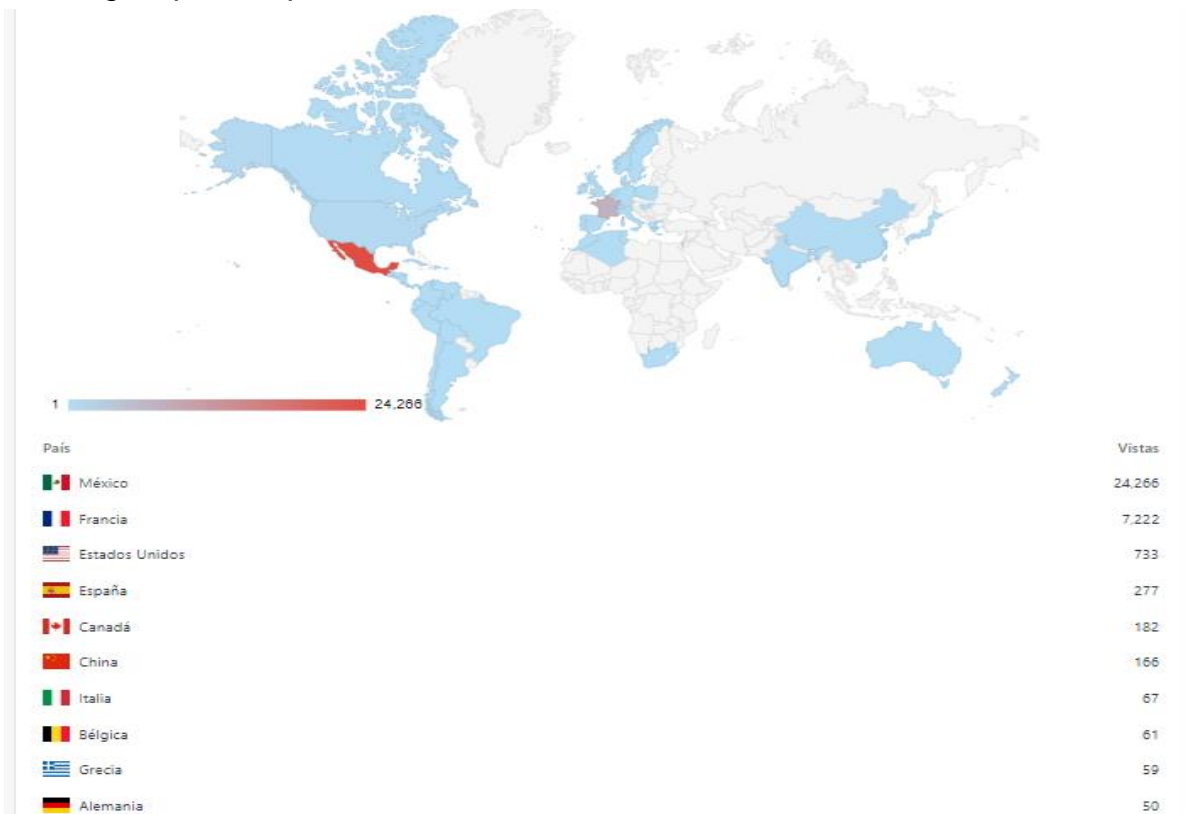 1 24,266
País Vistas
México 24,266
Francia 7,222
Estados Unidos 733
España 277
Canadá 182
China 166
Italia 67
Bélgica 61
Grecia 59
Alemania 50